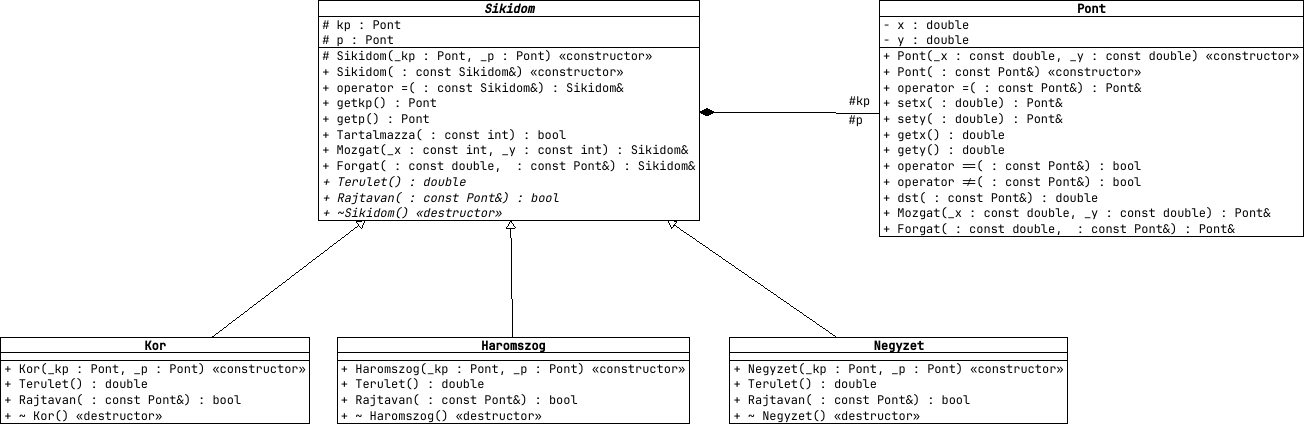 Sikidom
# kp : Pont
# p : Pont
# Sikidom(_kp : Pont, _p : Pont) «constructor»
+ Sikidom( : const Sikidom&) «constructor»
+ operator =( : const Sikidom&) : Sikidom&
+ getkp() : Pont
+ getp() : Pont
+ Tartalmazza( : const int) : bool
+ Mozgat(_x : const int, _y : const int) : Sikidom&
+ Forgat( : const double,  : const Pont&) : Sikidom&
+ Terulet() : double
+ Rajtavan( : const Pont&) : bool
+ ~Sikidom() «destructor»
#kp
#p
Pont
- x : double
- y : double
+ Pont(_x : const double, _y : const double) «constructor»
+ Pont( : const Pont&) «constructor»
+ operator =( : const Pont&) : Pont&
+ setx( : double) : Pont&
+ sety( : double) : Pont&
+ getx() : double
+ gety() : double
+ operator ==( : const Pont&) : bool
+ operator ≠( : const Pont&) : bool
+ dst( : const Pont&) : double
+ Mozgat(_x : const double, _y : const double) : Pont&
+ Forgat( : const double,  : const Pont&) : Pont&
Kor
+ Kor(_kp : Pont, _p : Pont) «constructor»
+ Terulet() : double
+ Rajtavan( : const Pont&) : bool
+ ~ Kor() «destructor»
Haromszog
+ Haromszog(_kp : Pont, _p : Pont) «constructor»
+ Terulet() : double
+ Rajtavan( : const Pont&) : bool
+ ~ Haromszog() «destructor»
Negyzet
+ Negyzet(_kp : Pont, _p : Pont) «constructor»
+ Terulet() : double
+ Rajtavan( : const Pont&) : bool
+ ~ Negyzet() «destructor»